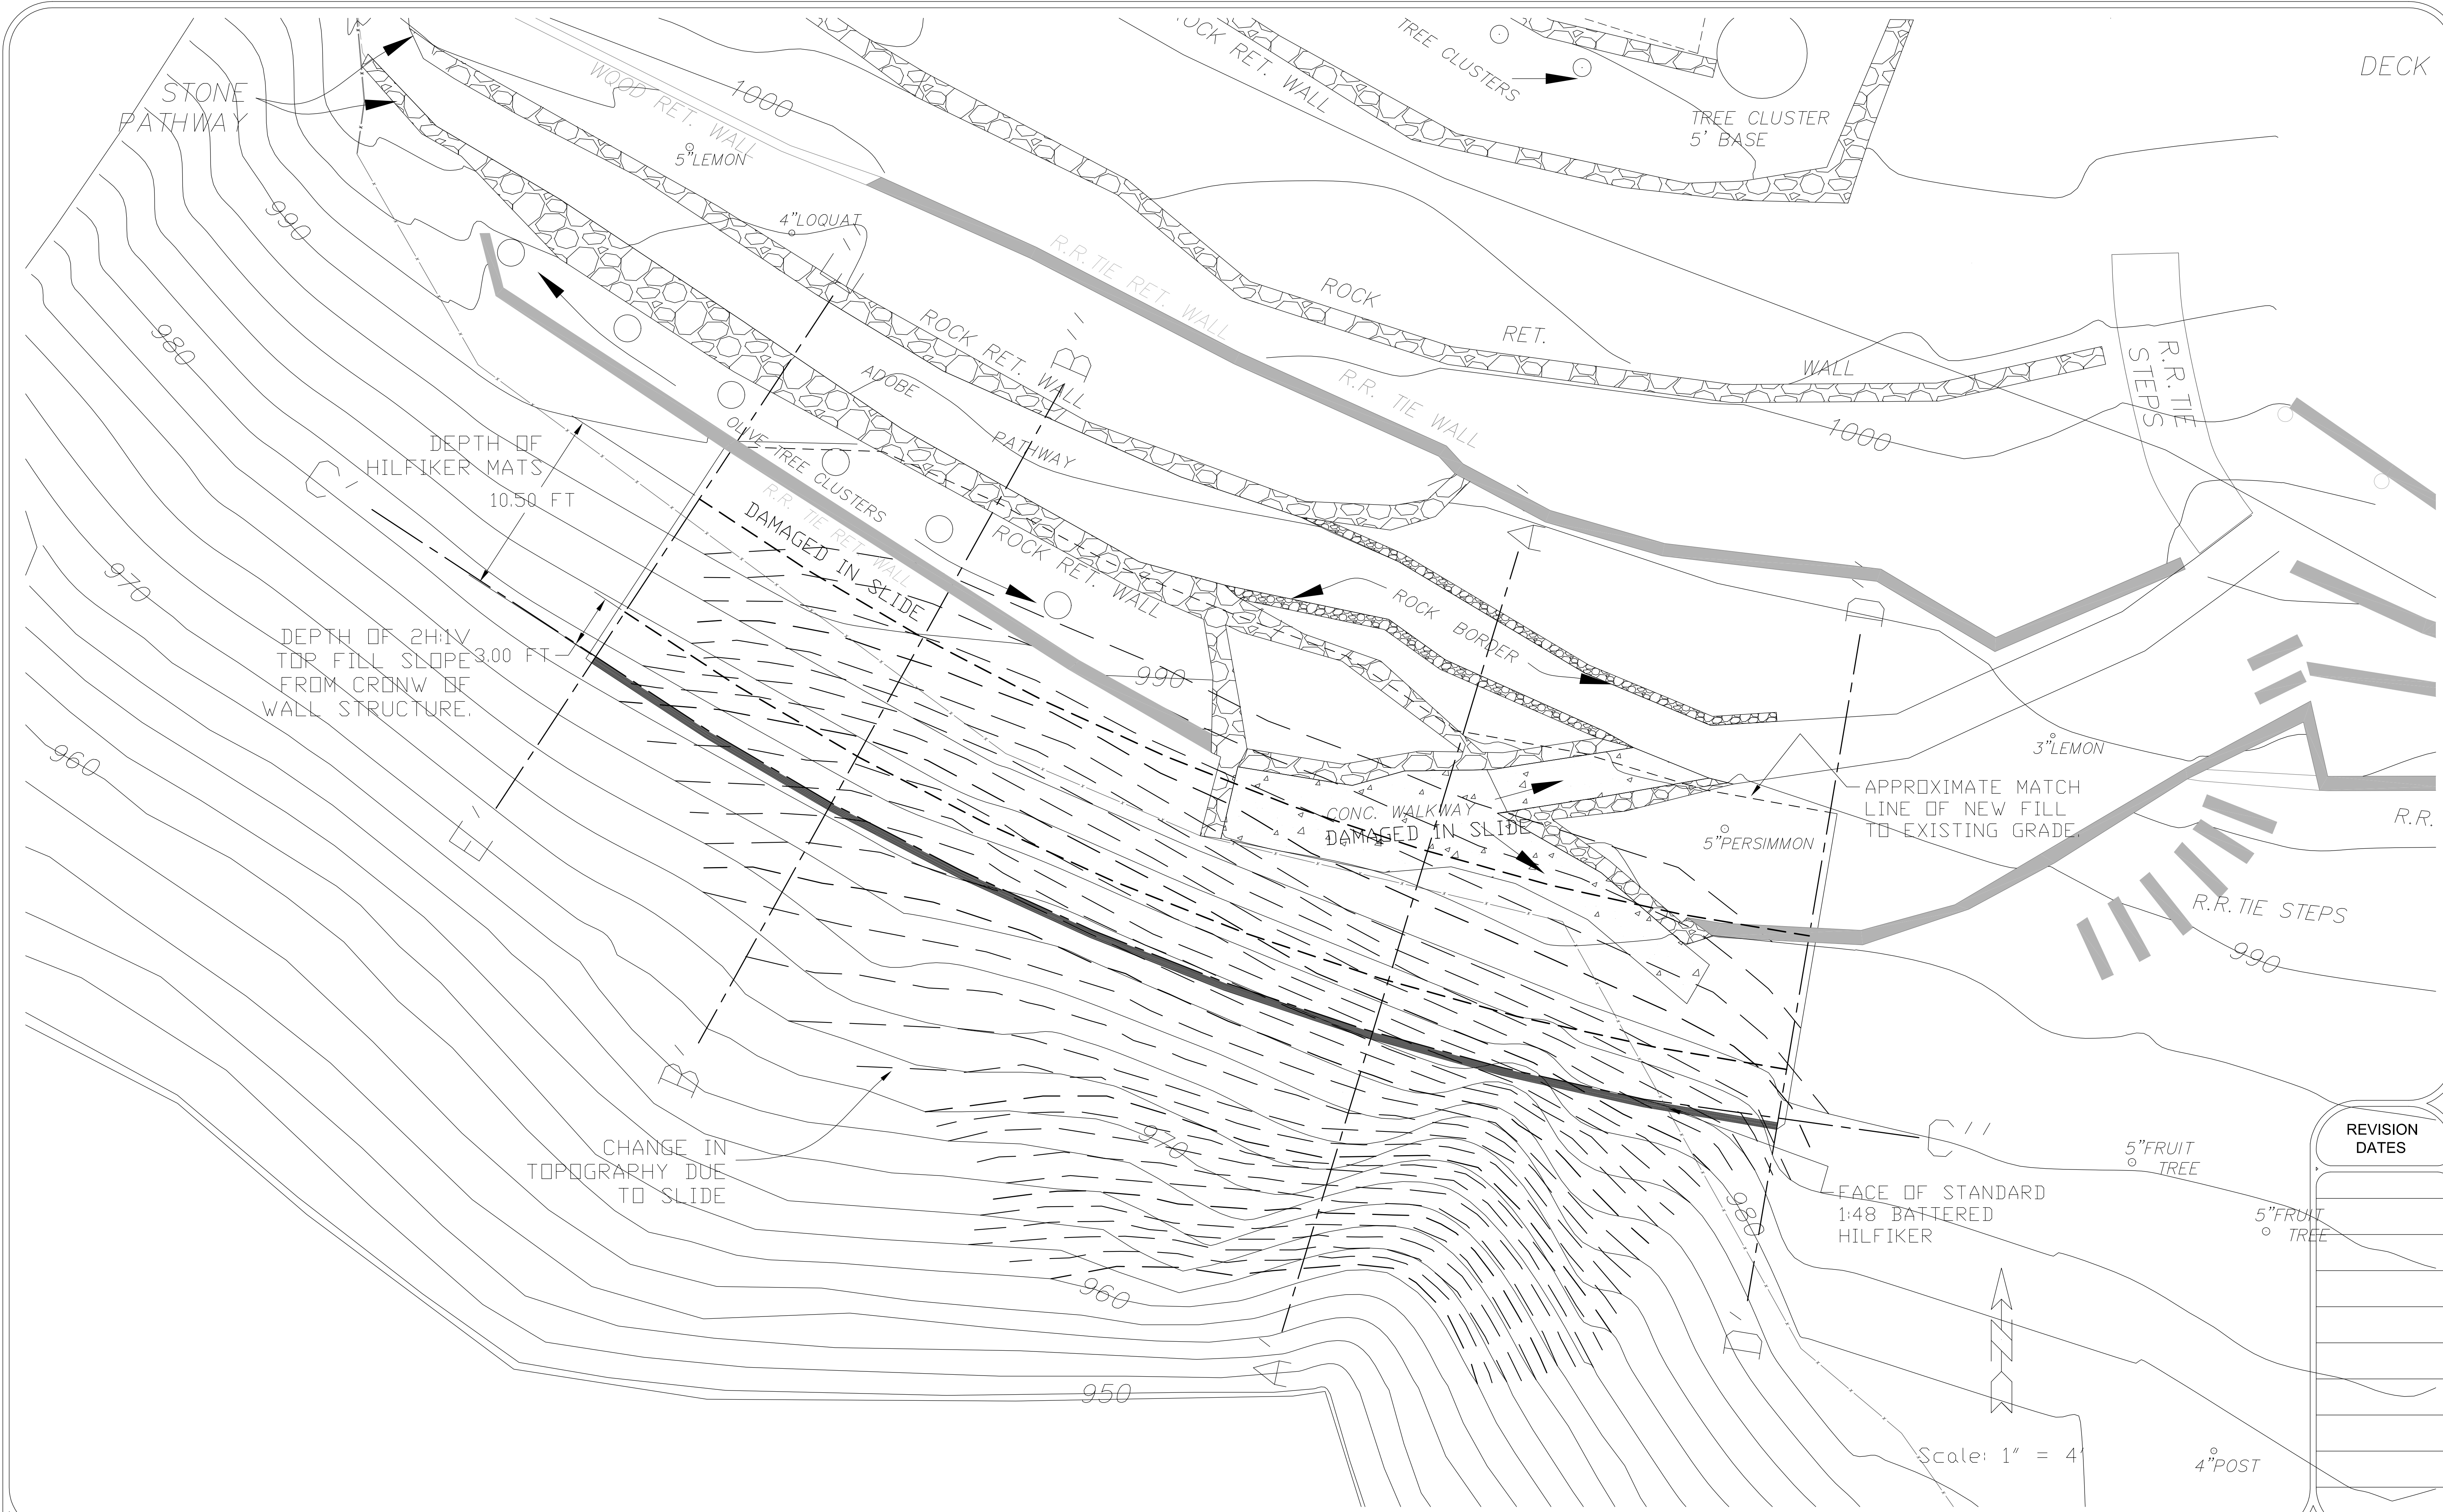 STONE
PATHWAY
WOOD RET. WALL
1000
5"LEMON
4"LOQUAT
ROCK RET. WALL
TREE CLUSTERS
TREE CLUSTER
5' BASE
DECK
990
980
970
960
R.R. TIE RET. WALL
ROCK
RET.
WALL
R.R. TIE WALL
1000
R.R. TIE
STEPS
A'
B'
C'
D'
E'
ROCK RET. WALL
ADOBE
PATHWAY
OLIVE TREE CLUSTERS
R.R. TIE RET. WALL
DAMAGED IN SLIDE
ROCK RET. WALL
DEPTH OF
HILFIKER MATS
10.50 FT
DEPTH OF 2H:1V
TOP FILL SLOPE
FROM CRONW OF
WALL STRUCTURE.
3.00 FT
ROCK BORDER
990
CONC. WALKWAY
DAMAGED IN SLIDE
3"LEMON
APPROXIMATE MATCH
LINE OF NEW FILL
TO EXISTING GRADE.
5"PERSIMMON
R.R.
R.R. TIE STEPS
990
CHANGE IN
TOPOGRAPHY DUE
TO SLIDE
970
960
950
980
C''
FACE OF STANDARD
1:48 BATTERED
HILFIKER
5"FRUIT
TREE
5"FRUIT
TREE
REVISION
DATES
E
B
A
D
N
Scale: 1" = 4'
4"POST